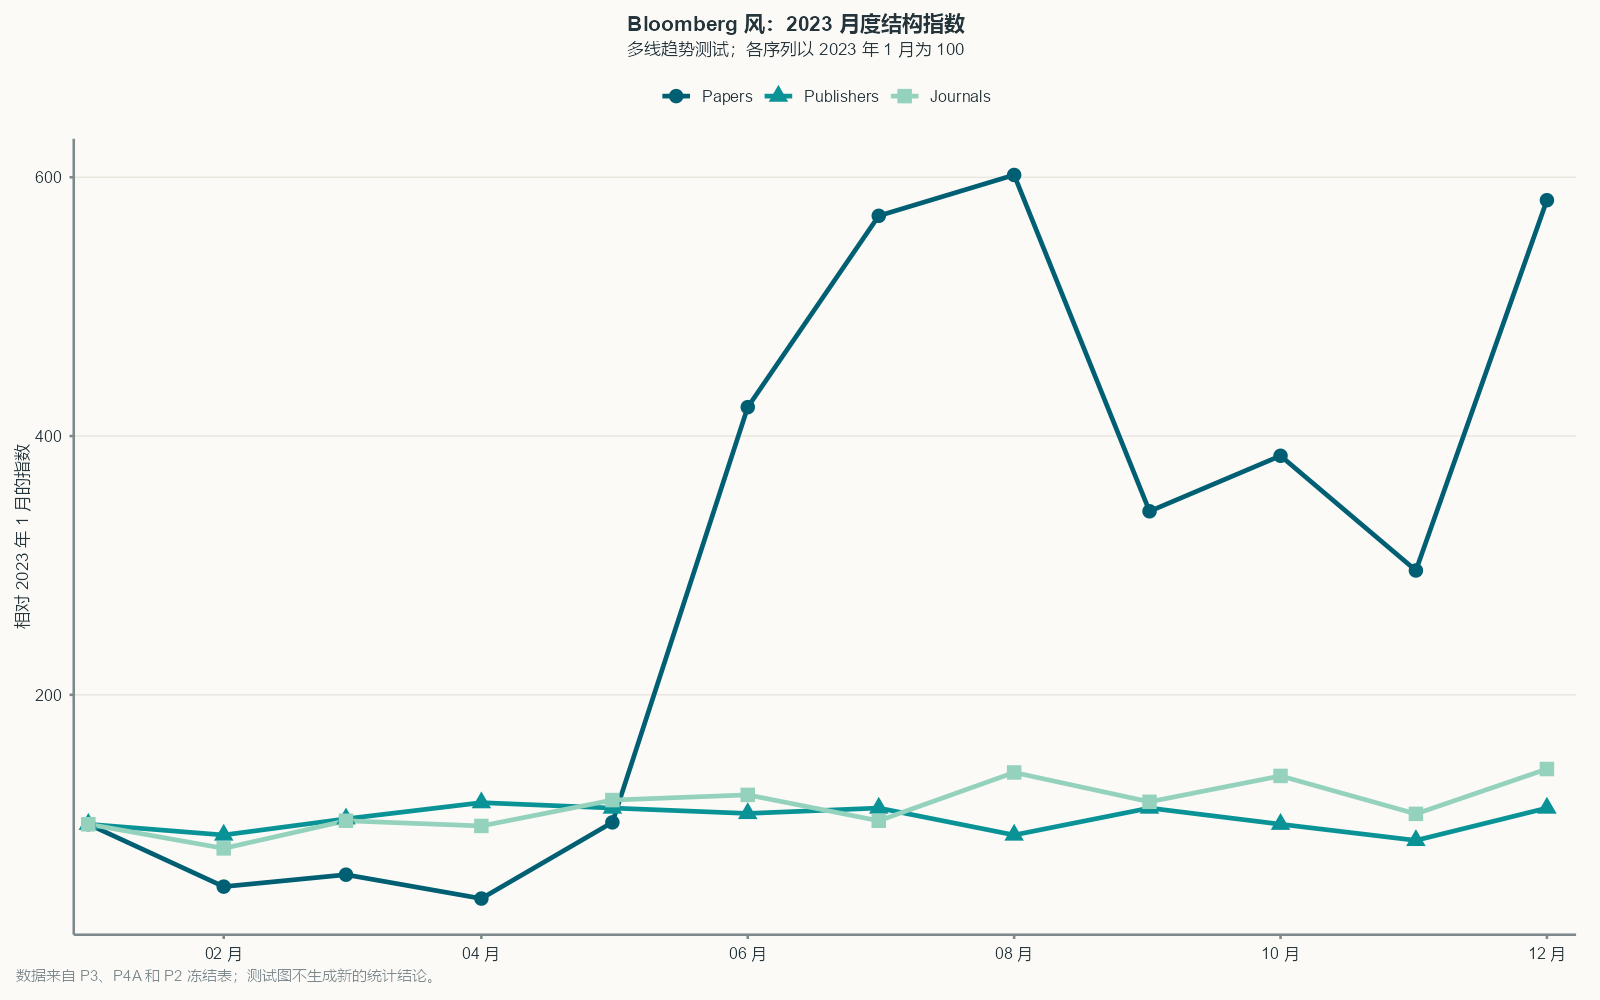 Bloomberg 风：2023 月度结构指数
多线趋势测试；各序列以 2023 年 1 月为 100
Papers Publishers Journals
相对 2023 年 1 月的指数
600
400
200
02 月 04 月 06 月 08 月 10 月 12 月
数据来自 P3、P4A 和 P2 冻结表；测试图不生成新的统计结论。